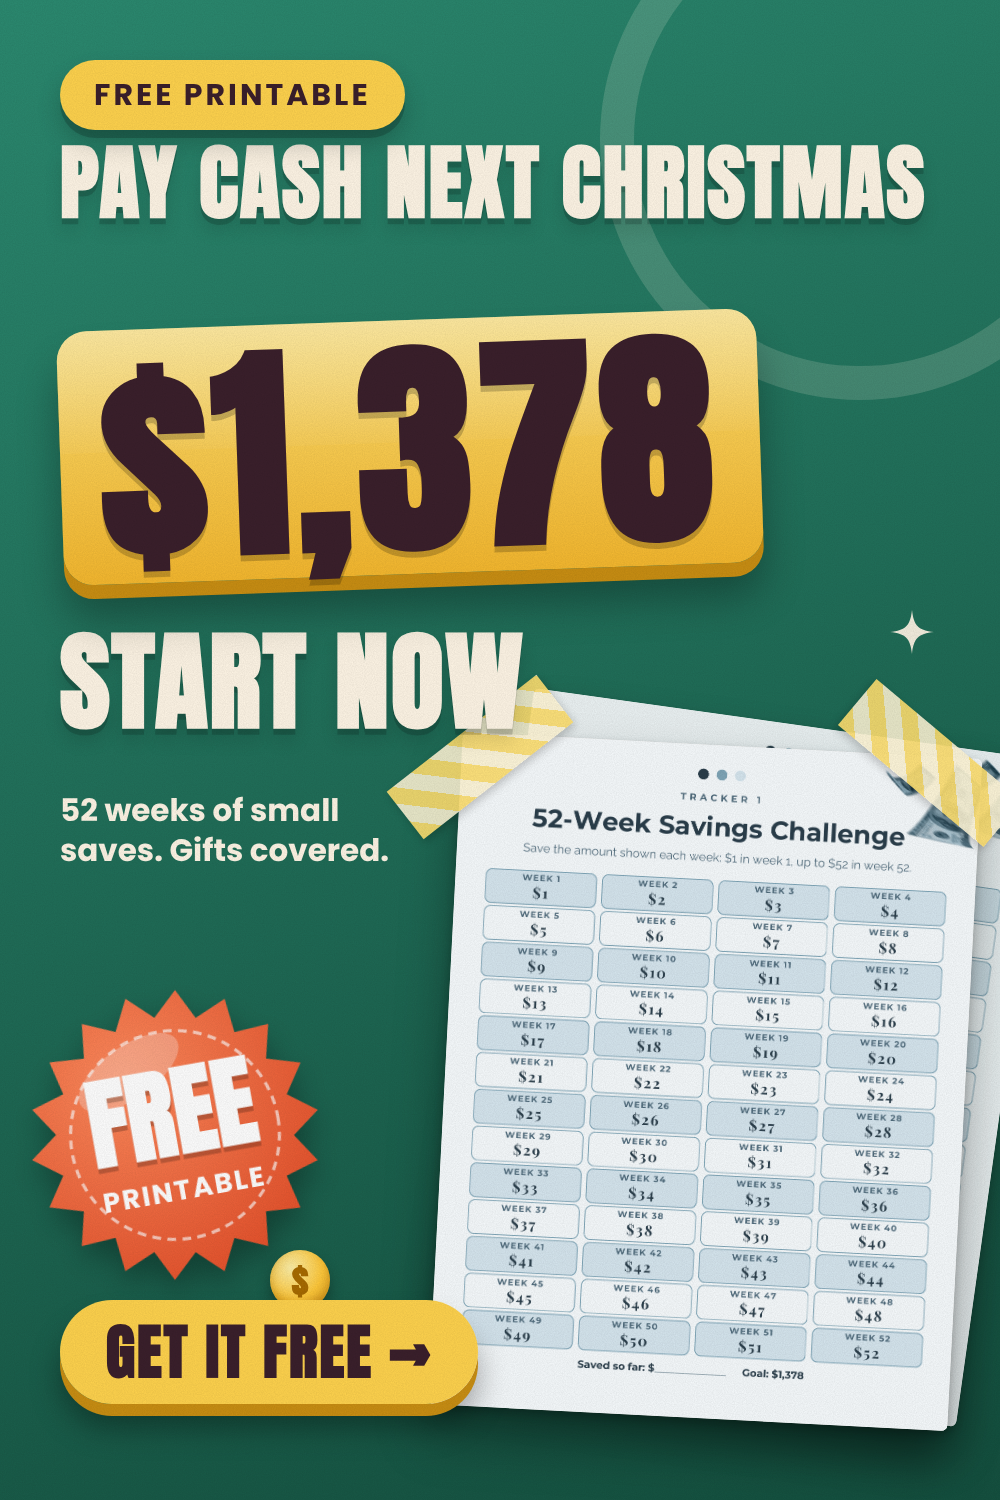 FREE PRINTABLE
PAY CASH NEXT CHRISTMAS
$1,378
START NOW
52 weeks of small
saves. Gifts covered.
FREE
PRINTABLE
$
GET IT FREE →
TRACKER 1
52-Week Savings Challenge
Save the amount shown each week: $1 in week 1, up to $52 in week 52.
WEEK 1 WEEK 2 WEEK 3 WEEK 4
$1 $2 $3 $4
WEEK 5 WEEK 6 WEEK 7 WEEK 8
$5 $6 $7 $8
WEEK 9 WEEK 10 WEEK 11 WEEK 12
$9 $10 $11 $12
WEEK 13 WEEK 14 WEEK 15 WEEK 16
$13 $14 $15 $16
WEEK 17 WEEK 18 WEEK 19 WEEK 20
$17 $18 $19 $20
WEEK 21 WEEK 22 WEEK 23 WEEK 24
$21 $22 $23 $24
WEEK 25 WEEK 26 WEEK 27 WEEK 28
$25 $26 $27 $28
WEEK 29 WEEK 30 WEEK 31 WEEK 32
$29 $30 $31 $32
WEEK 33 WEEK 34 WEEK 35 WEEK 36
$33 $34 $35 $36
WEEK 37 WEEK 38 WEEK 39 WEEK 40
$37 $38 $39 $40
WEEK 41 WEEK 42 WEEK 43 WEEK 44
$41 $42 $43 $44
WEEK 45 WEEK 46 WEEK 47 WEEK 48
$45 $46 $47 $48
WEEK 49 WEEK 50 WEEK 51 WEEK 52
$49 $50 $51 $52
Saved so far: $____________ Goal: $1,378